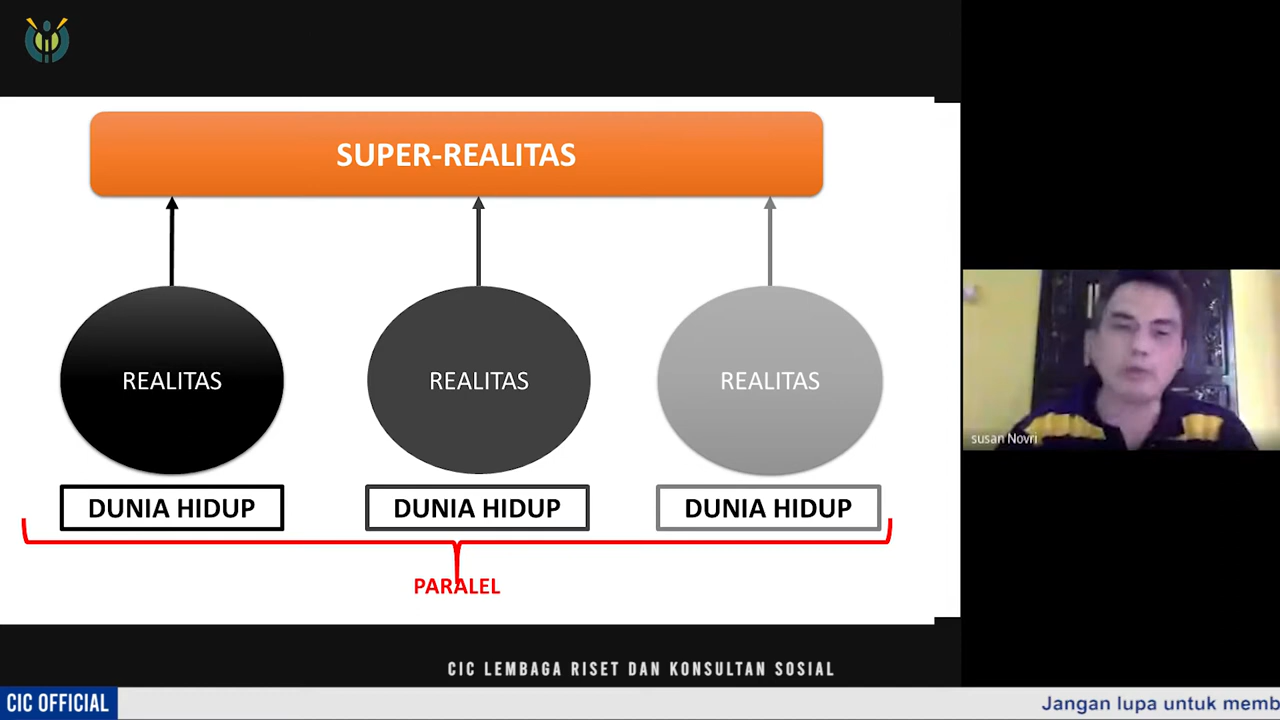 SUPER-REALITAS
REALITAS
REALITAS
REALITAS
DUNIA HIDUP
DUNIA HIDUP
DUNIA HIDUP
PARALEL
susan Novri
CIC LEMBAGA RISET DAN KONSULTAN SOSIAL
CIC OFFICIAL
Jangan lupa untuk memb